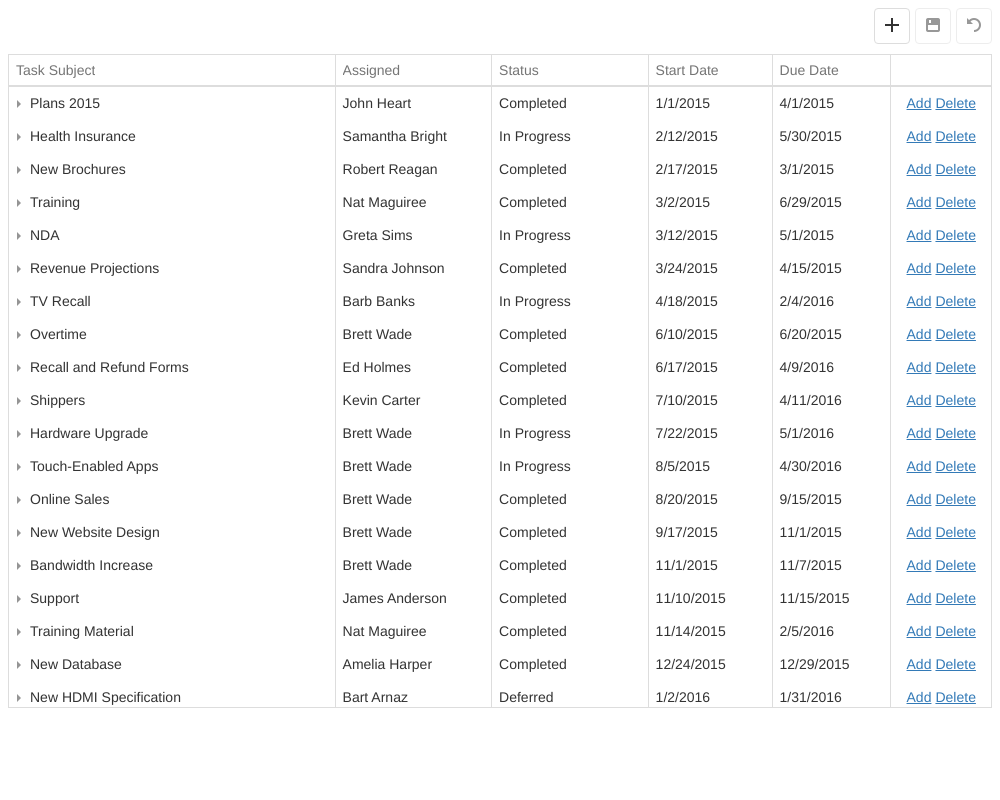 Task Subject Assigned Status Start Date Due Date
Plans 2015 John Heart Completed 1/1/2015 4/1/2015 Add Delete
Health Insurance Samantha Bright In Progress 2/12/2015 5/30/2015 Add Delete
New Brochures Robert Reagan Completed 2/17/2015 3/1/2015 Add Delete
Training Nat Maguiree Completed 3/2/2015 6/29/2015 Add Delete
NDA Greta Sims In Progress 3/12/2015 5/1/2015 Add Delete
Revenue Projections Sandra Johnson Completed 3/24/2015 4/15/2015 Add Delete
TV Recall Barb Banks In Progress 4/18/2015 2/4/2016 Add Delete
Overtime Brett Wade Completed 6/10/2015 6/20/2015 Add Delete
Recall and Refund Forms Ed Holmes Completed 6/17/2015 4/9/2016 Add Delete
Shippers Kevin Carter Completed 7/10/2015 4/11/2016 Add Delete
Hardware Upgrade Brett Wade In Progress 7/22/2015 5/1/2016 Add Delete
Touch-Enabled Apps Brett Wade In Progress 8/5/2015 4/30/2016 Add Delete
Online Sales Brett Wade Completed 8/20/2015 9/15/2015 Add Delete
New Website Design Brett Wade Completed 9/17/2015 11/1/2015 Add Delete
Bandwidth Increase Brett Wade Completed 11/1/2015 11/7/2015 Add Delete
Support James Anderson Completed 11/10/2015 11/15/2015 Add Delete
Training Material Nat Maguiree Completed 11/14/2015 2/5/2016 Add Delete
New Database Amelia Harper Completed 12/24/2015 12/29/2015 Add Delete
New HDMI Specification Bart Arnaz Deferred 1/2/2016 1/31/2016 Add Delete